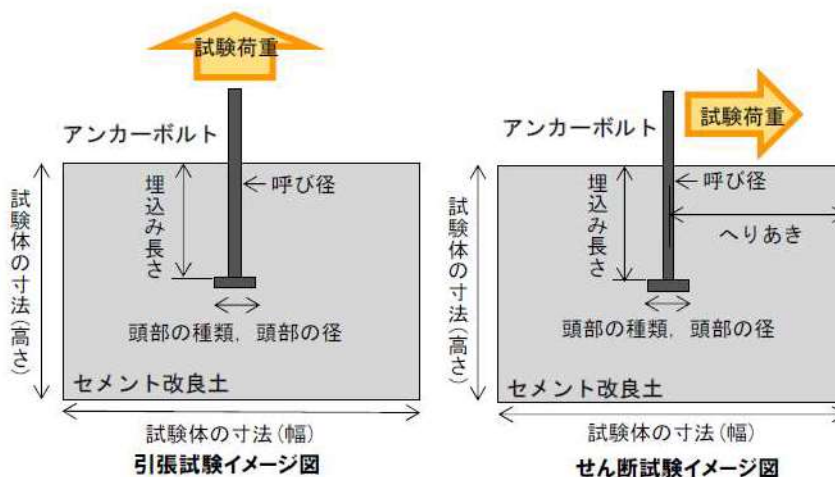 試験荷重
アンカーボルト
試験体の寸法(高さ)
埋込み長さ
呼び径
頭部の種類，頭部の径
セメント改良土
試験体の寸法(幅)
引張試験イメージ図
試験荷重
アンカーボルト
試験体の寸法(高さ)
埋込み長さ
呼び径
へりあき
頭部の種類，頭部の径
セメント改良土
試験体の寸法(幅)
せん断試験イメージ図